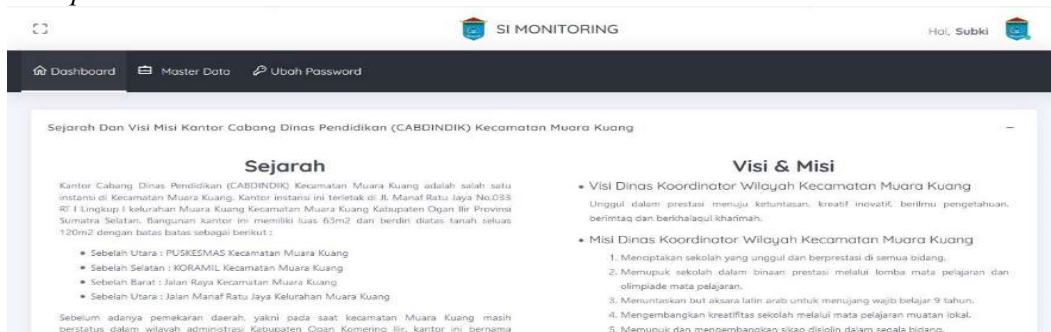 SI MONITORING
Hai, Subki
Dashboard Master Data Ubah Password
Sejarah Dan Visi Misi Kantor Cabang Dinas Pendidikan (CABDINDIK) Kecamatan Muara Kuang
Sejarah
Kantor Cabang Dinas Pendidikan (CABDINDIK) Kecamatan Muara Kuang adalah salah satu
instansi di Kecamatan Muara Kuang. Kantor instansi ini terletak di Jl. Manaf Ratu Jaya No.033
RT I Lingkup I kelurahan Muara Kuang Kecamatan Muara Kuang Kabupaten Ogan Ilir Provinsi
Sumatra Selatan. Bangunan kantor ini memiliki luas 63m2 dan berdiri diatas tanah seluas
120m2 dengan batas batas sebagai berikut :
• Sebelah Utara : PUSKESMAS Kecamatan Muara Kuang
• Sebelah Selatan : KORAMIL Kecamatan Muara Kuang
• Sebelah Barat : Jalan Raya Kecamatan Muara Kuang
• Sebelah Utara : Jalan Manaf Ratu Jaya Kelurahan Muara Kuang
Sebelum adanya pemekaran daerah, yakni pada saat kecamatan Muara Kuang masih
berstatus dalam wilayah administrasi Kabupaten Ogan Komering Ilir, kantor ini bernama
Visi & Misi
• Visi Dinas Koordinator Wilayah Kecamatan Muara Kuang
Unggul dalam prestasi menuju ketuntasan, kreatif inovatif, berilmu pengetahuan,
berimtaq dan berkhalaqul kharimah.
• Misi Dinas Koordinator Wilayah Kecamatan Muara Kuang
1. Menciptakan sekolah yang unggul dan berprestasi di semua bidang.
2. Memupuk sekolah dalam binaan prestasi melalui lomba mata pelajaran dan
olimpiade mata pelajaran.
3. Menuntaskan but aksara latin arab untuk menujang wajib belajar 9 tahun.
4. Mengembangkan kreatifitas sekolah melalui mata pelajaran muatan lokal.
5. Memupuk dan mengembangkan sikap disiplin dalam segala bidang.